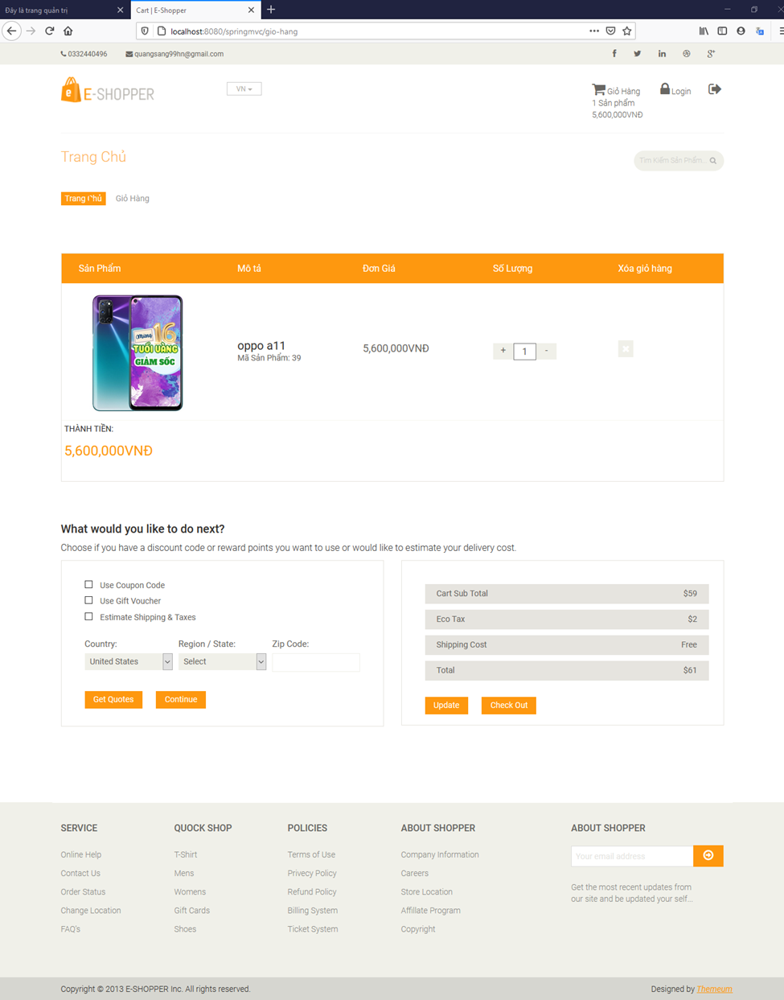 Đây là trang quản trị
Cart | E-Shopper
localhost:8080/springmvc/gio-hang
0332440496 quangsang99hn@gmail.com
E-SHOPPER
VN
Giỏ Hàng
1 Sản phẩm
5,600,000VNĐ
Login
Trang Chủ
Tìm Kiếm Sản Phẩm...
Trang Chủ Giỏ Hàng
Sản Phẩm Mô tả Đơn Giá Số Lượng Xóa giỏ hàng
Mừng 16
TUỔI VÀNG
GIẢM SỐC
oppo a11
Mã Sản Phẩm: 39
5,600,000VNĐ
+ 1 -
THÀNH TIỀN:
5,600,000VNĐ
What would you like to do next?
Choose if you have a discount code or reward points you want to use or would like to estimate your delivery cost.
Use Coupon Code
Use Gift Voucher
Estimate Shipping & Taxes
Country: Region / State: Zip Code:
United States Select
Get Quotes Continue
Cart Sub Total $59
Eco Tax $2
Shipping Cost Free
Total $61
Update Check Out
SERVICE
Online Help
Contact Us
Order Status
Change Location
FAQ's
QUOCK SHOP
T-Shirt
Mens
Womens
Gift Cards
Shoes
POLICIES
Terms of Use
Privecy Policy
Refund Policy
Billing System
Ticket System
ABOUT SHOPPER
Company Information
Careers
Store Location
Affillate Program
Copyright
ABOUT SHOPPER
Your email address
Get the most recent updates from
our site and be updated your self...
Copyright © 2013 E-SHOPPER Inc. All rights reserved.
Designed by Themeum